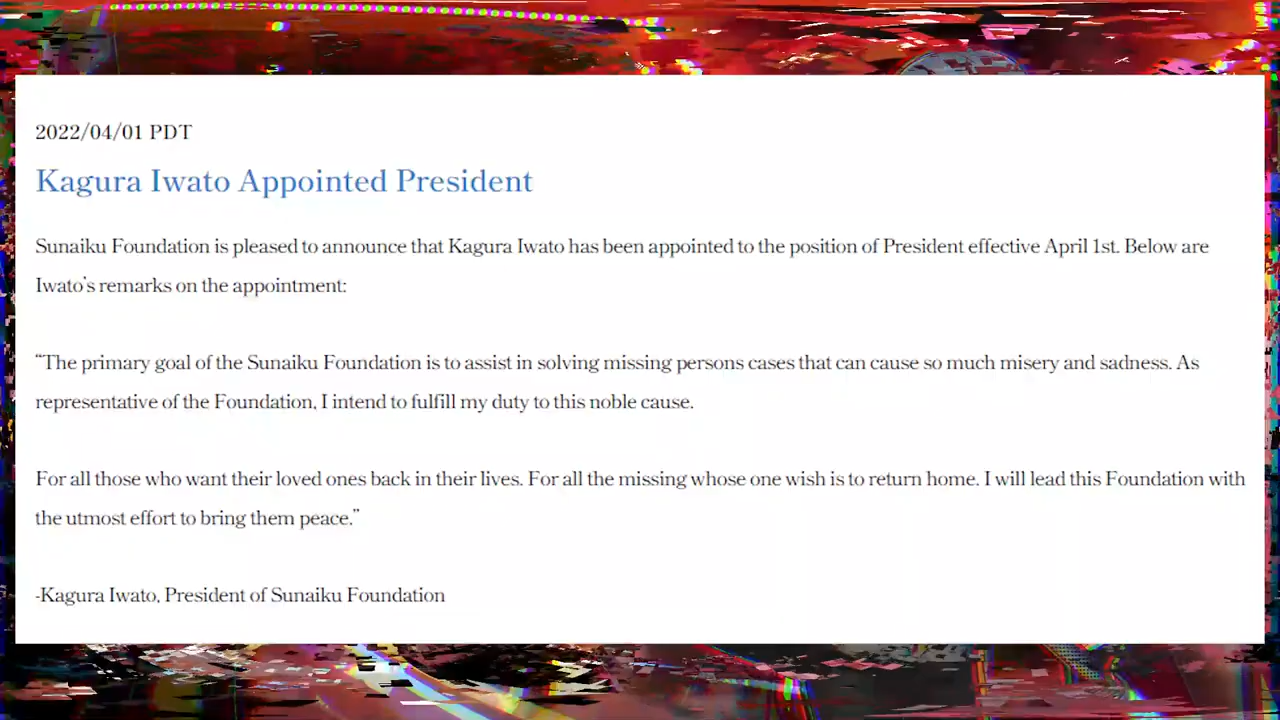 2022/04/01 PDT
Kagura Iwato Appointed President
Sunaiku Foundation is pleased to announce that Kagura Iwato has been appointed to the position of President effective April 1st. Below are
Iwato's remarks on the appointment:
“The primary goal of the Sunaiku Foundation is to assist in solving missing persons cases that can cause so much misery and sadness. As
representative of the Foundation, I intend to fulfill my duty to this noble cause.
For all those who want their loved ones back in their lives. For all the missing whose one wish is to return home. I will lead this Foundation with
the utmost effort to bring them peace.”
-Kagura Iwato, President of Sunaiku Foundation